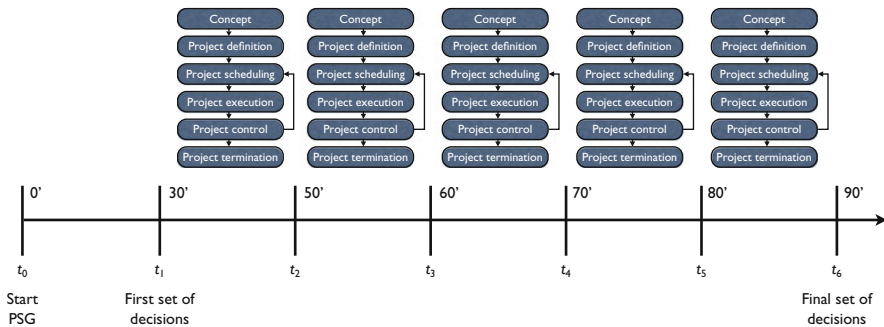 Concept Concept Concept Concept Concept
Project definition Project definition Project definition Project definition Project definition
Project scheduling Project scheduling Project scheduling Project scheduling Project scheduling
Project execution Project execution Project execution Project execution Project execution
Project control Project control Project control Project control Project control
Project termination Project termination Project termination Project termination Project termination
0' 30' 50' 60' 70' 80' 90'
t0 t1 t2 t3 t4 t5 t6
Start First set of Final set of
PSG decisions decisions